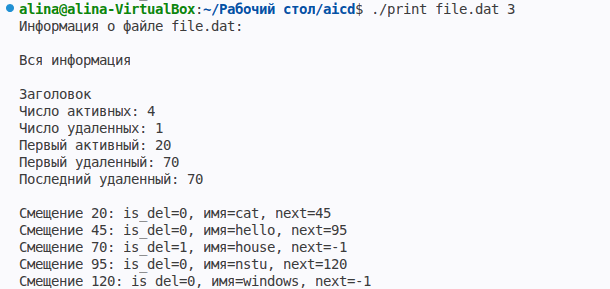 alina@alina-VirtualBox:~/Рабочий стол/aicd$ ./print file.dat 3
Информация о файле file.dat:
Вся информация
Заголовок
Число активных: 4
Число удаленных: 1
Первый активный: 20
Первый удаленный: 70
Последний удаленный: 70
Смещение 20: is_del=0, имя=cat, next=45
Смещение 45: is_del=0, имя=hello, next=95
Смещение 70: is_del=1, имя=house, next=-1
Смещение 95: is_del=0, имя=nstu, next=120
Смещение 120: is del=0, имя=windows, next=-1